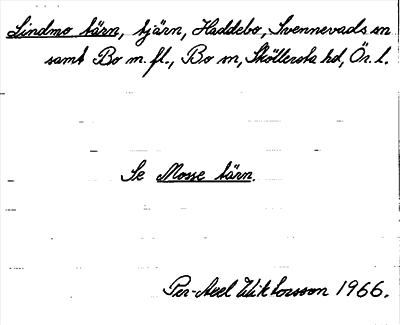 Lindmo tärn, tjärn, Haddebo, Svennevads sn
samt Bo m. fl., Bo sn, Sköllersta hd, Ör. l.
Se Mosse tärn.
Per-Axel Wiktorsson 1966.